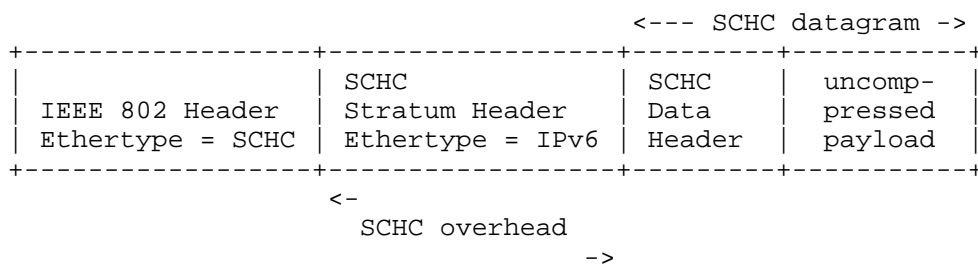 <--- SCHC datagram ->
+------------------+------------------+---------+-----------+
|                  | SCHC             | SCHC    |  uncomp-  |
| IEEE 802 Header  | Stratum Header   | Data    |  pressed  |
| Ethertype = SCHC | Ethertype = IPv6 | Header  |  payload  |
+------------------+------------------+---------+-----------+
                    <-
                      SCHC overhead
                                    ->